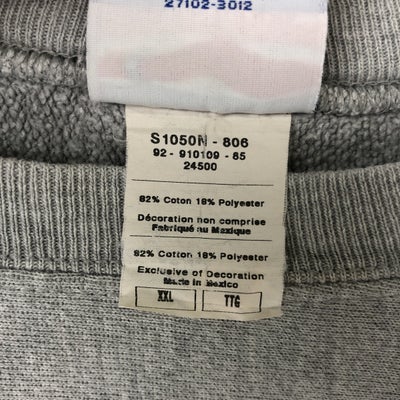 27102-3012
S1050N - 806
92 - 910109 - 85
24500
82% Coton 18% Polyester
Décoration non comprise
Fabriqué au Mexique
82% Cotton 18% Polyester
Exclusive of Decoration
Made in Mexico
XXL TTG